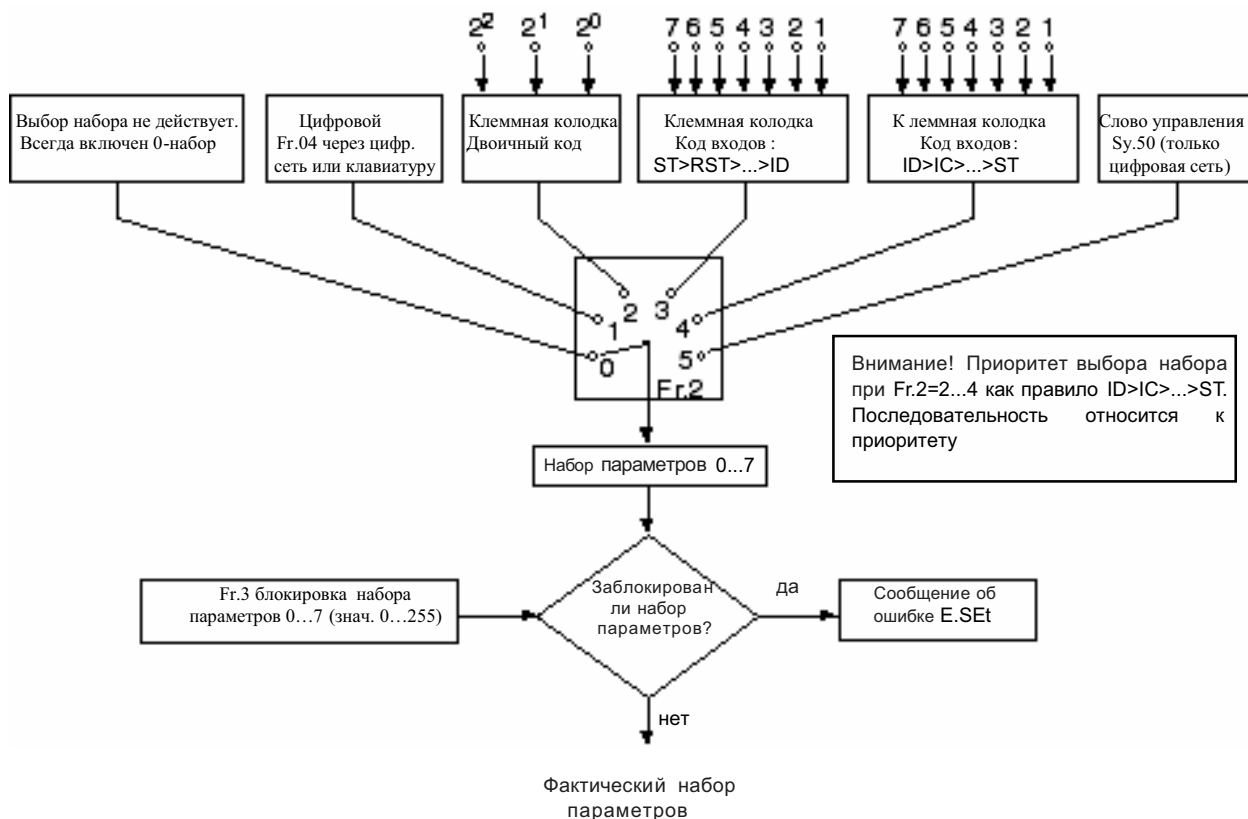 2² 2¹ 2⁰ 7 6 5 4 3 2 1 7 6 5 4 3 2 1
Выбор набора не действует.
Всегда включен 0-набор
Цифровой
Fr.04 через цифр.
сеть или клавиатуру
Клеммная колодка
Двоичный код
Клеммная колодка
Код входов :
ST>RST>...>ID
К леммная колодка
Код входов :
ID>IC>...>ST
Слово управления
Sy.50 (только
цифровая сеть)
0 1 2 3 4 5
Fr.2
Внимание! Приоритет выбора набора
при Fr.2=2...4 как правило ID>IC>...>ST.
Последовательность относится к
приоритету
Набор параметров 0...7
Fr.3 блокировка набора
параметров 0…7 (знач. 0…255)
Заблокирован
ли набор
параметров?
да
Сообщение об
ошибке E.SEt
нет
Фактический набор
параметров